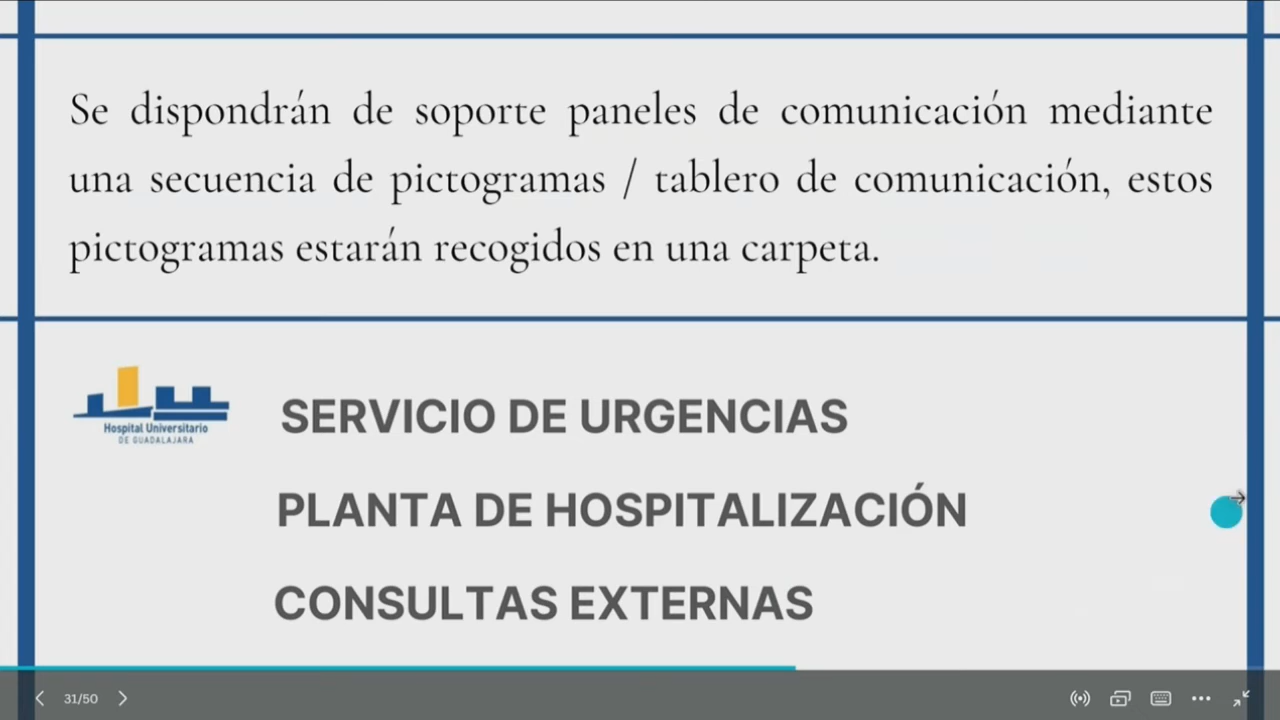 Se dispondrán de soporte paneles de comunicación mediante
una secuencia de pictogramas / tablero de comunicación, estos
pictogramas estarán recogidos en una carpeta.
Hospital Universitario
DE GUADALAJARA
SERVICIO DE URGENCIAS
PLANTA DE HOSPITALIZACIÓN
CONSULTAS EXTERNAS
31/50